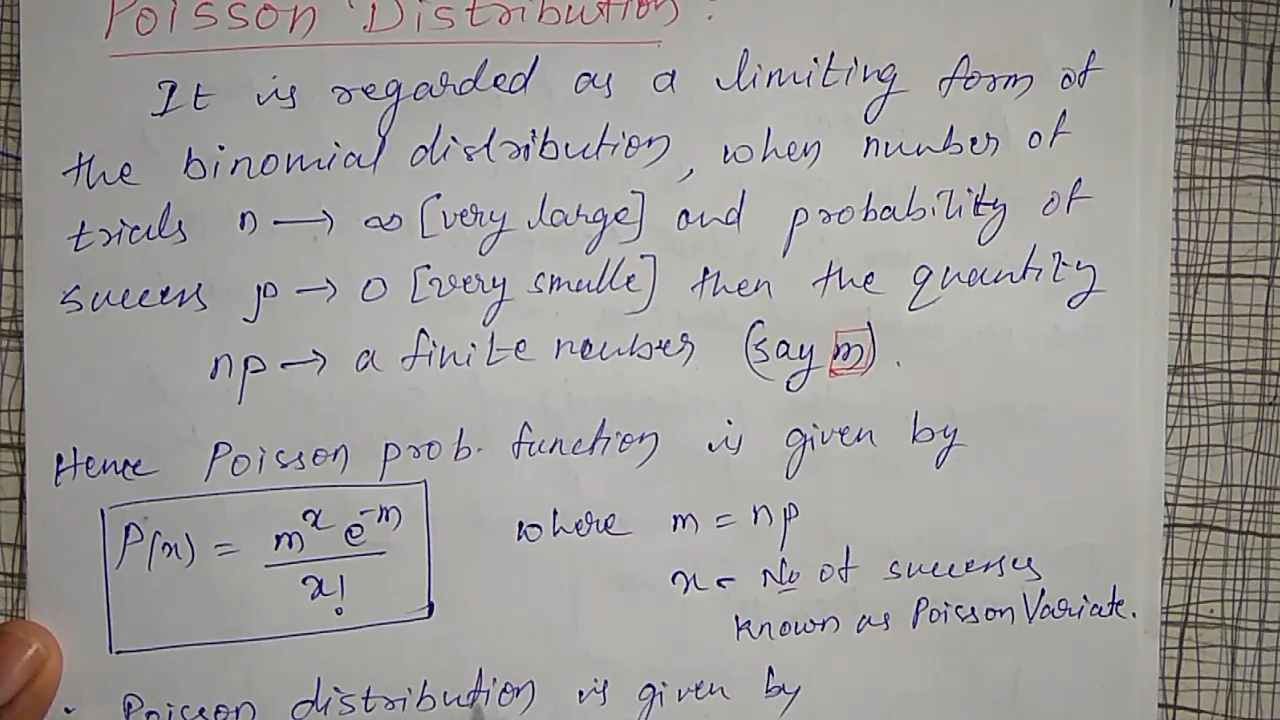 Poisson Distribution:
It is regarded as a limiting form of
the binomial distribution, when number of
trials n → ∞ [very large] and probability of
success p → 0 [very smalle] then the quantity
np → a finite number (say m).
Hence Poisson prob. function is given by
P(x) = m^x e^-m / x! where m = np
x = No of successes
known as Poisson Variate.
• Poisson distribution is given by